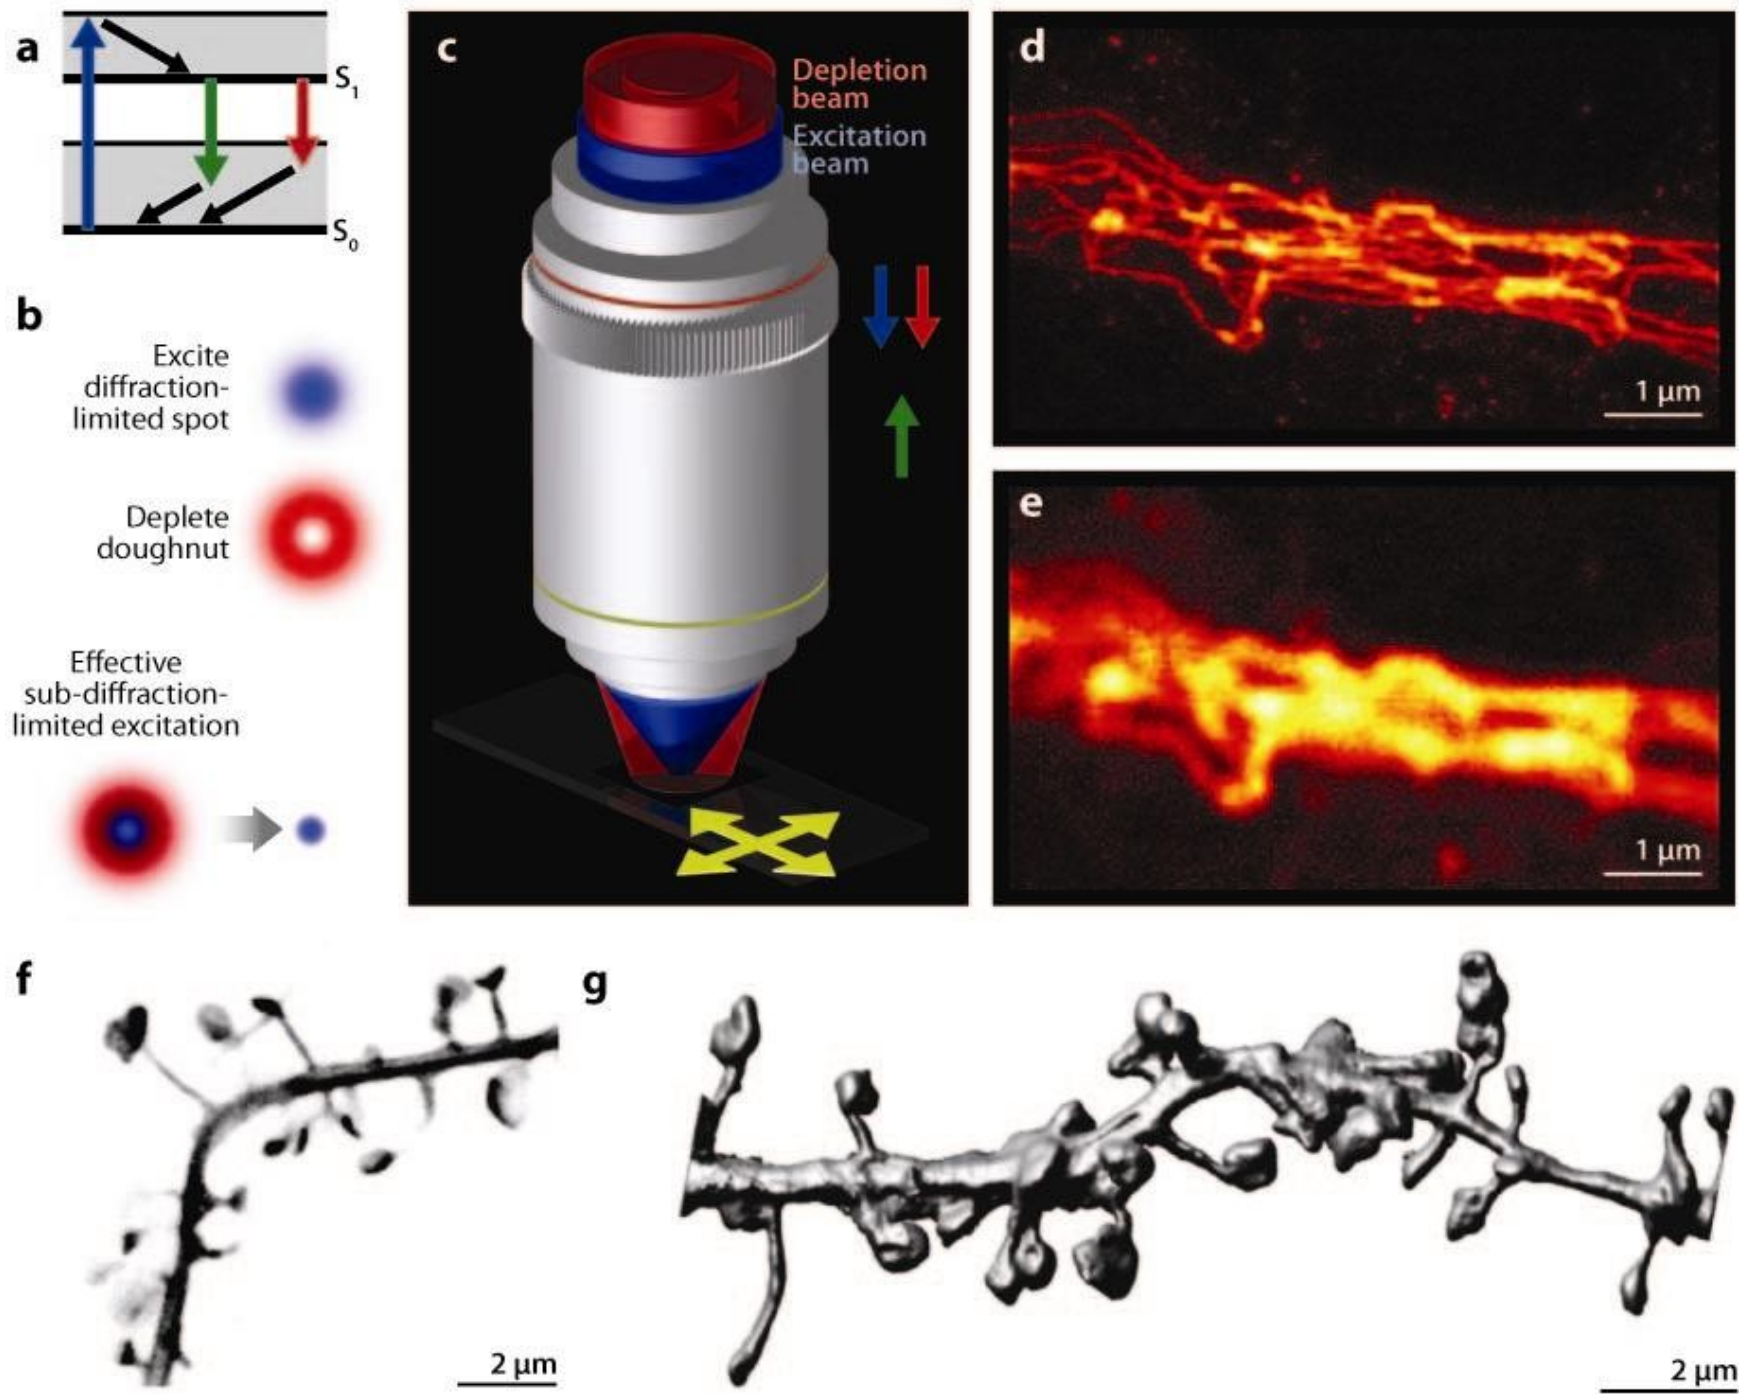 a
S1
S0
b
Excite
diffraction-
limited spot
Deplete
doughnut
Effective
sub-diffraction-
limited excitation
c
Depletion
beam
Excitation
beam
d
1 µm
e
1 µm
f
2 µm
g
2 µm